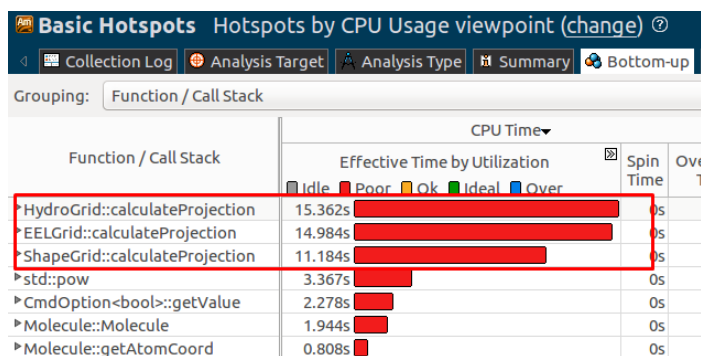 Basic Hotspots Hotspots by CPU Usage viewpoint (change)
Collection Log Analysis Target Analysis Type Summary Bottom-up
Grouping: Function / Call Stack
CPU Time
Function / Call Stack Effective Time by Utilization Spin Time
Idle Poor Ok Ideal Over
HydroGrid::calculateProjection 15.362s 0s
EELGrid::calculateProjection 14.984s 0s
ShapeGrid::calculateProjection 11.184s 0s
std::pow 3.367s 0s
CmdOption<bool>::getValue 2.278s 0s
Molecule::Molecule 1.944s 0s
Molecule::getAtomCoord 0.808s 0s